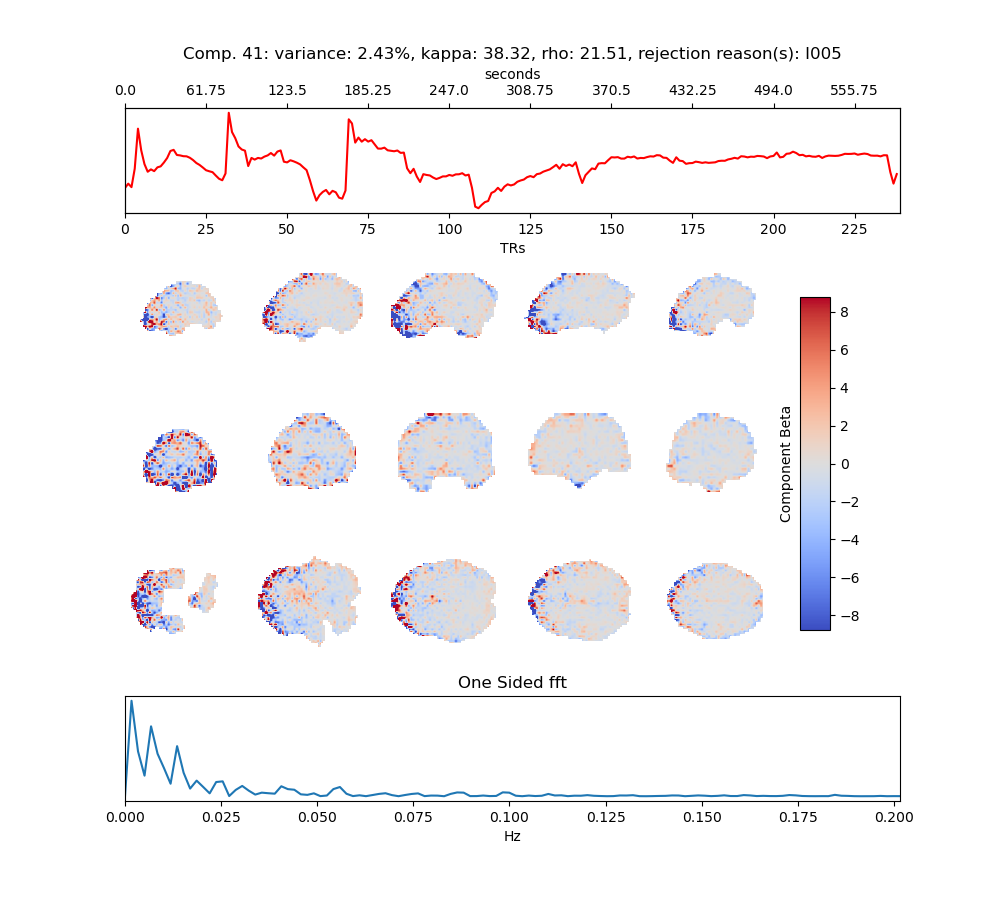 Comp. 41: variance: 2.43%, kappa: 38.32, rho: 21.51, rejection reason(s): I005
seconds
0.0 61.75 123.5 185.25 247.0 308.75 370.5 432.25 494.0 555.75
0 25 50 75 100 125 150 175 200 225
TRs
8
6
4
2
0
−2
−4
−6
−8
Component Beta
One Sided fft
0.000 0.025 0.050 0.075 0.100 0.125 0.150 0.175 0.200
Hz